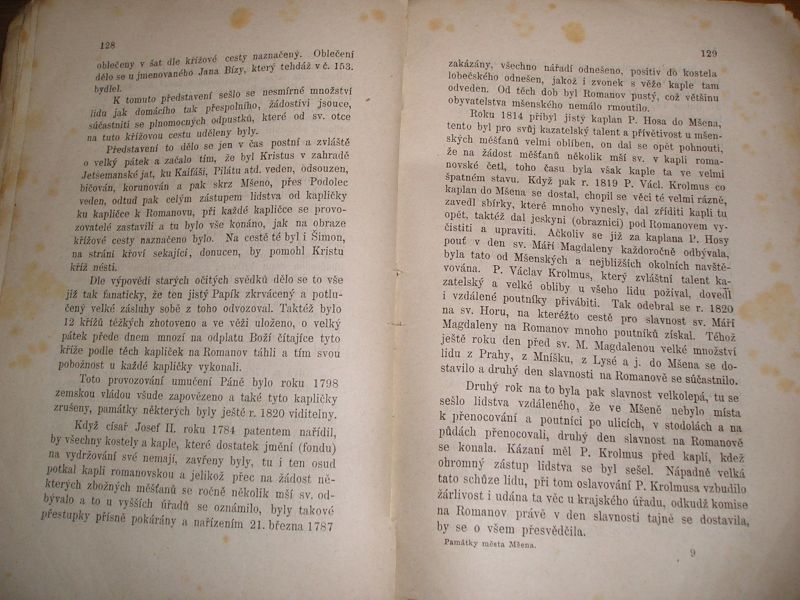 128
oblečeny v šat dle křížové cesty naznačený. Oblečení
dělo se u jmenovaného Jana Bízy, který tehdáž v č. 153.
bydlel.
K tomuto představení sešlo se nesmírné množství
lidu jak domácího tak přespolního, žádostivi jsouce,
súčastniti se plnomocných odpustků, které od sv. otce
na tuto křížovou cestu uděleny byly.
Představení to dělo se jen v čas postní a zvláště
o velký pátek a začalo tím, že byl Kristus v zahradě
Jetsemanské jat, ku Kaifáši, Pilátu atd. veden, odsouzen,
bičován, korunován a pak skrz Mšeno, přes Podolec
veden, odtud pak celým zástupem lidstva od kapličky
ku kapličce k Romanovu, při každé kapličce se provo-
zovatelé zastavili a tu bylo vše konáno, jak na obraze
křížové cesty naznačeno bylo. Na cestě té byl i Šimon,
na stráni křoví sekající, donucen, by pomohl Kristu
kříž nésti.
Dle výpovědí starých očitých svědků dělo se to vše
již tak fanaticky, že ten jistý Papík zkrvácený a potlu-
čený velké zásluhy sobě z toho odvozoval. Taktéž bylo
12 křížů těžkých zhotoveno a ve věži uloženo, o velký
pátek přede dnem mnozí na odplatu Boží čítajíce tyto
kříže podle těch kapliček na Romanov táhli a tím svou
pobožnost u každé kapličky vykonali.
Toto provozování umučení Páně bylo roku 1798
zemskou vládou všude zapovězeno a také tyto kapličky
zrušeny, památky některých byly ještě r. 1820 viditelny.
Když císař Josef II. roku 1784 patentem nařídil,
by všechny kostely a kaple, které dostatek jmění (fondu)
na vydržování své nemají, zavřeny byly, tu i ten osud
potkal kapli romanovskou a jelikož přec na žádost ně-
kterých zbožných měšťanů se ročně několik mší sv. od-
bývalo a to u vyšších úřadů se oznámilo, byly takové
přestupky přísně pokárány a nařízením 21. března 1787
129
zakázány, všechno nářadí odnešeno, positiv do kostela
lobečského odnešen, jakož i zvonek s věže kaple tam
odveden. Od těch dob byl Romanov pustý, což většinu
obyvatelstva mšenského nemálo rmoutilo.
Roku 1814 přibyl jistý kaplan P. Hosa do Mšena,
tento byl pro svůj kazatelský talent a přívětivost u mšen-
ských měšťanů velmi oblíben, on dal se opět pohnouti,
že na žádost měšťanů několik mší sv. v kapli roma-
novské četl, toho času byla však kaple ta ve velmi
špatném stavu. Když pak r. 1819 P. Václ. Krolmus co
kaplan do Mšena se dostal, chopil se věci té velmi rázně,
zavedl sbírky, které mnoho vynesly, dal zříditi kapli tu
opět, taktéž dal jeskyni (obraznici) pod Romanovem vy-
čistiti a upraviti. Ačkoliv se již za kaplana P. Hosy
pouť v den sv. Máří Magdaleny každoročně odbývala,
byla tato od Mšenských a nejbližších okolních navště-
vována. P. Václav Krolmus, který zvláštní talent ka-
zatelský a velké obliby u všeho lidu požíval, dovedl
i vzdálené poutníky přivábiti. Tak odebral se r. 1820
na sv. Horu, na kteréžto cestě pro slavnost sv. Máří
Magdaleny na Romanov mnoho poutníků získal. Téhož
ještě roku den před sv. M. Magdalenou velké množství
lidu z Prahy, z Mníšku, z Lysé a j. do Mšena se do-
stavilo a druhý den slavnosti na Romanově se súčastnilo.
Druhý rok na to byla pak slavnost velkolepá, tu se
sešlo lidstva vzdáleného, že ve Mšeně nebylo místa
k přenocování a poutníci po ulicích, v stodolách a na
půdách přenocovali, druhý den slavnost na Romanově
se konala. Kázaní měl P. Krolmus před kaplí, kdež
ohromný zástup lidstva se byl sešel. Nápadně velká
tato schůze lidu, při tom oslavování P. Krolmusa vzbudilo
žárlivost i udána ta věc u krajského úřadu, odkudž komise
na Romanov právě v den slavnosti tajně se dostavila,
by se o všem přesvědčila.
Památky města Mšena.
9